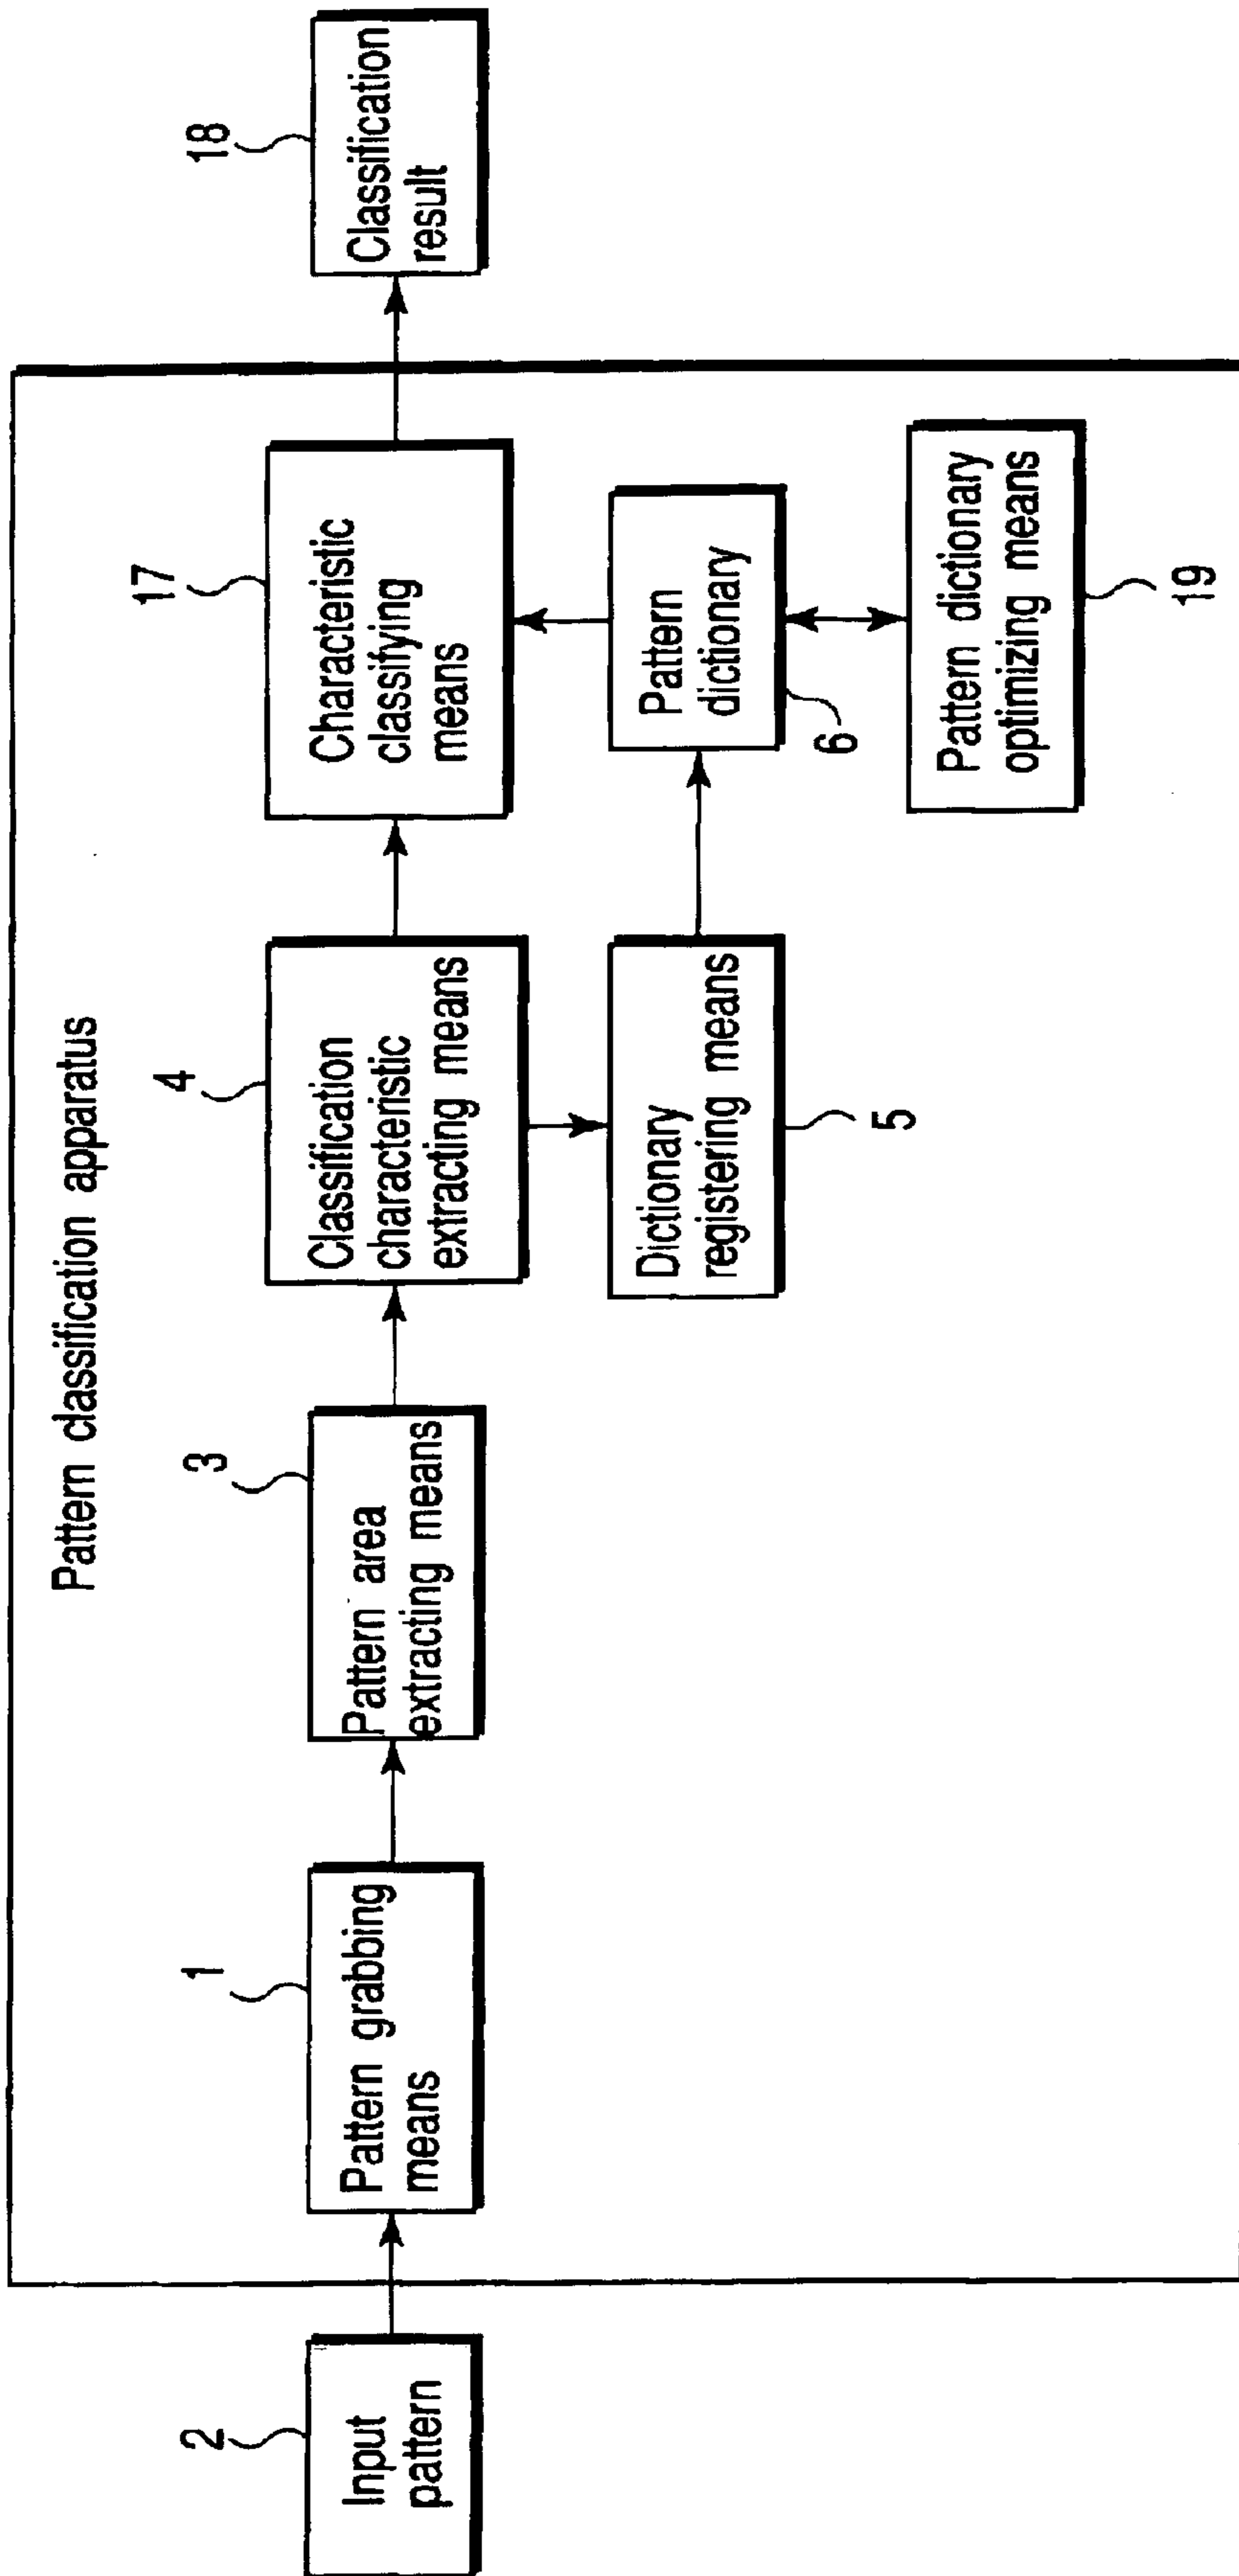 Pattern classification apparatus
2
Input
pattern
1
Pattern grabbing
means
3
Pattern area
extracting means
4
Classification
characteristic
extracting means
17
Characteristic
classifying
means
18
Classification
result
Dictionary
registering means
5
Pattern
dictionary
6
Pattern dictionary
optimizing means
19